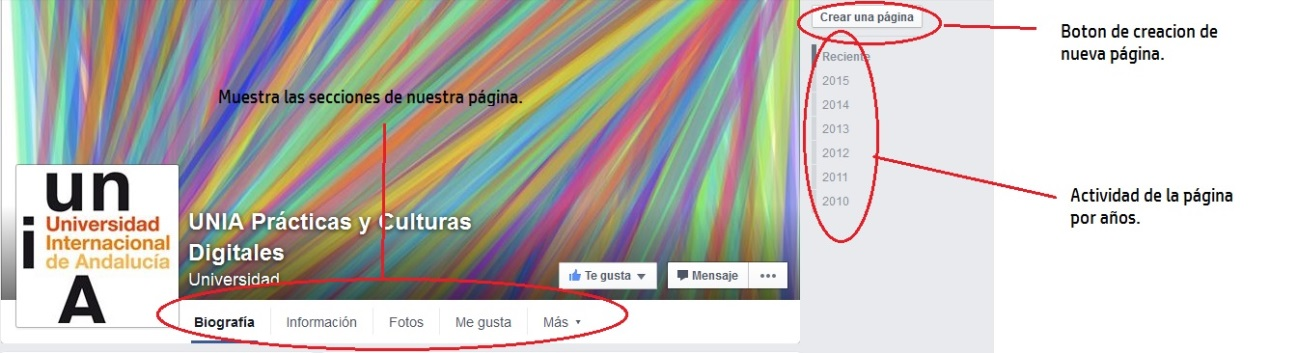 Crear una página
Boton de creacion de
nueva página.
Reciente
2015
2014
2013
2012
2011
2010
Actividad de la página
por años.
Muestra las secciones de nuestra página.
un
i
A
Universidad
Internacional
de Andalucía
UNIA Prácticas y Culturas
Digitales
Universidad
Te gusta
Mensaje
Biografía
Información
Fotos
Me gusta
Más